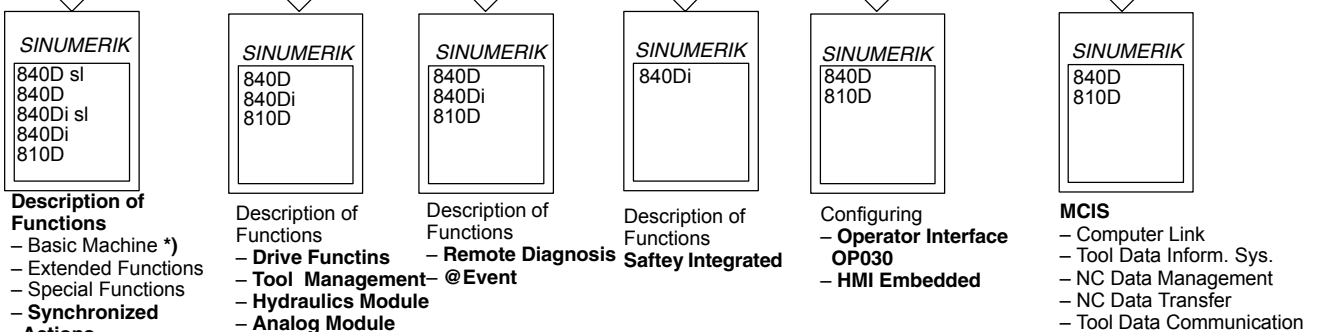 SINUMERIK
840D sl
840D
840Di sl
840Di
810D
Description of
Functions
– Basic Machine *)
– Extended Functions
– Special Functions
– Synchronized
Actions
SINUMERIK
840D
840Di
810D
Description of
Functions
– Drive Functins
– Tool Management
– Hydraulics Module
– Analog Module
SINUMERIK
840D
840Di
810D
Description of
Functions
– Remote Diagnosis
– @Event
SINUMERIK
840Di
Description of
Functions
Saftey Integrated
SINUMERIK
840D
810D
Configuring
– Operator Interface
OP030
– HMI Embedded
SINUMERIK
840D
810D
MCIS
– Computer Link
– Tool Data Inform. Sys.
– NC Data Management
– NC Data Transfer
– Tool Data Communication